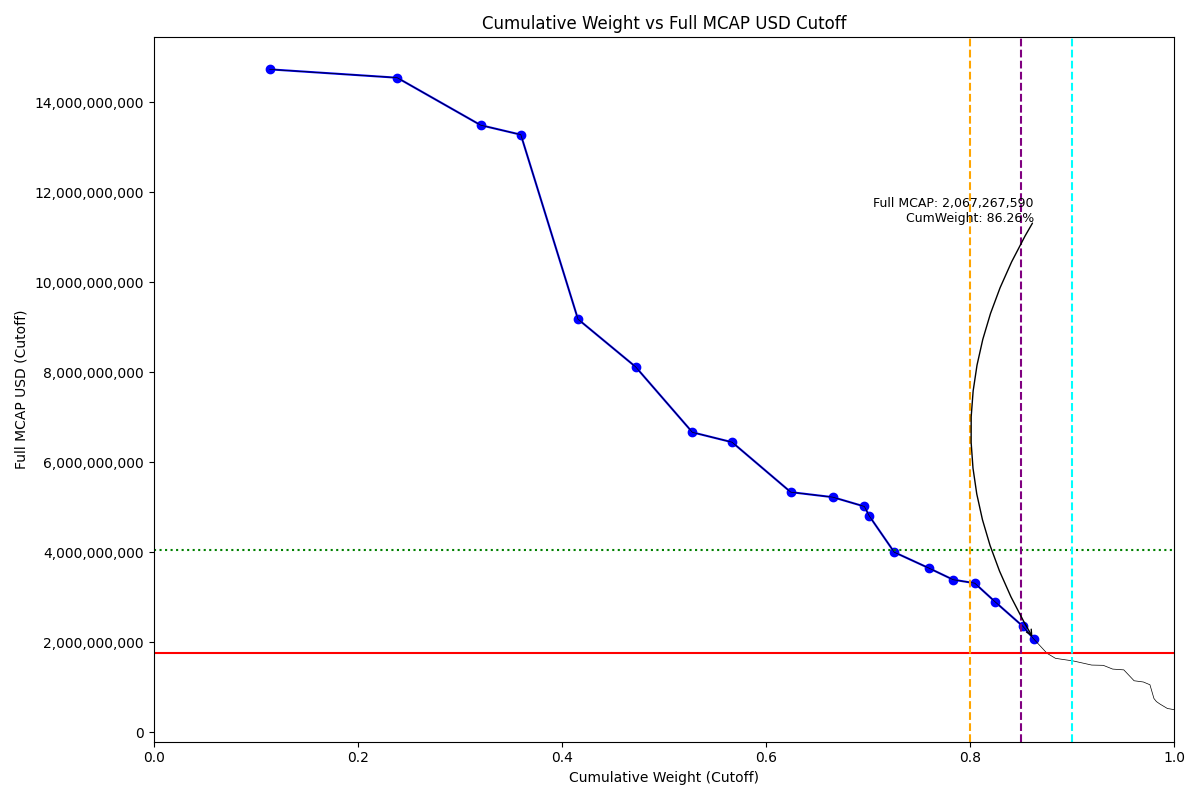 Cumulative Weight vs Full MCAP USD Cutoff
14,000,000,000
12,000,000,000
10,000,000,000
8,000,000,000
6,000,000,000
4,000,000,000
2,000,000,000
0
Full MCAP USD (Cutoff)
Full MCAP: 2,067,267,590
CumWeight: 86.26%
0.0
0.2
0.4
0.6
0.8
1.0
Cumulative Weight (Cutoff)